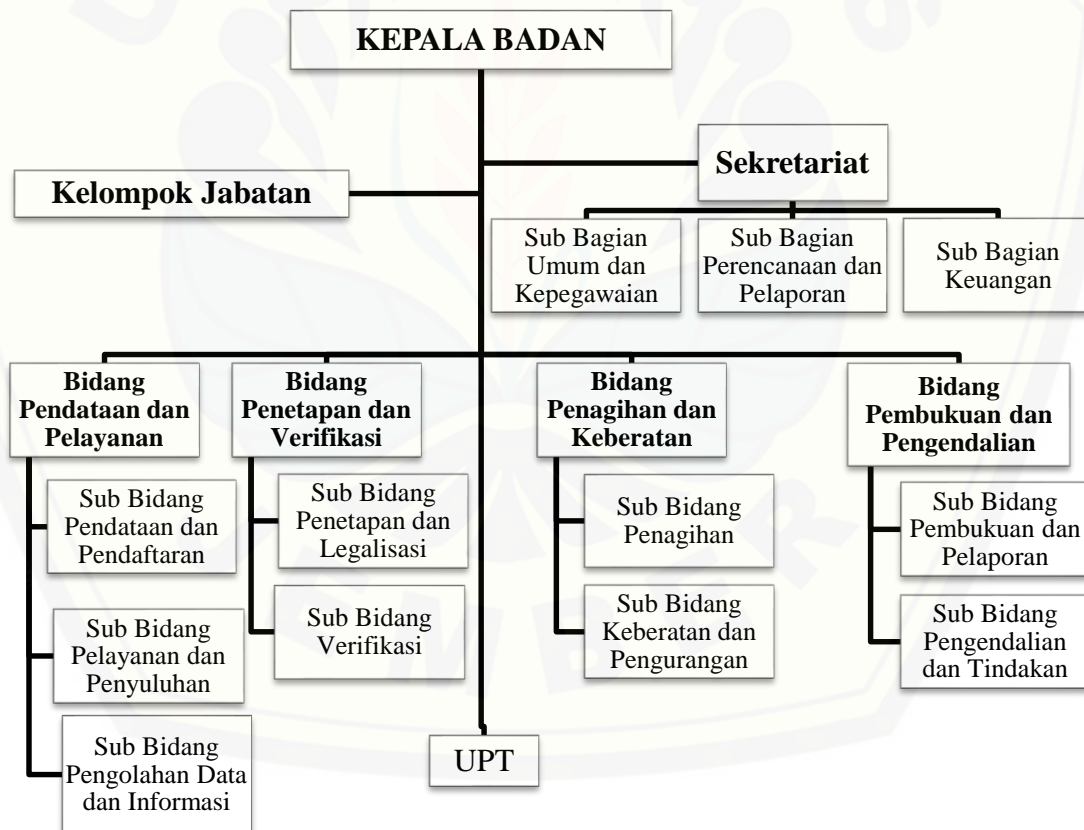 KEPALA BADAN
Sekretariat
Kelompok Jabatan
Sub Bagian
Umum dan
Kepegawaian
Sub Bagian
Perencanaan dan
Pelaporan
Sub Bagian
Keuangan
Bidang
Pendataan dan
Pelayanan
Bidang
Penetapan dan
Verifikasi
Bidang
Penagihan dan
Keberatan
Bidang
Pembukuan dan
Pengendalian
Sub Bidang
Pendataan dan
Pendaftaran
Sub Bidang
Pelayanan dan
Penyuluhan
Sub Bidang
Pengolahan Data
dan Informasi
Sub Bidang
Penetapan dan
Legalisasi
Sub Bidang
Verifikasi
Sub Bidang
Penagihan
Sub Bidang
Keberatan dan
Pengurangan
Sub Bidang
Pembukuan dan
Pelaporan
Sub Bidang
Pengendalian
dan Tindakan
UPT